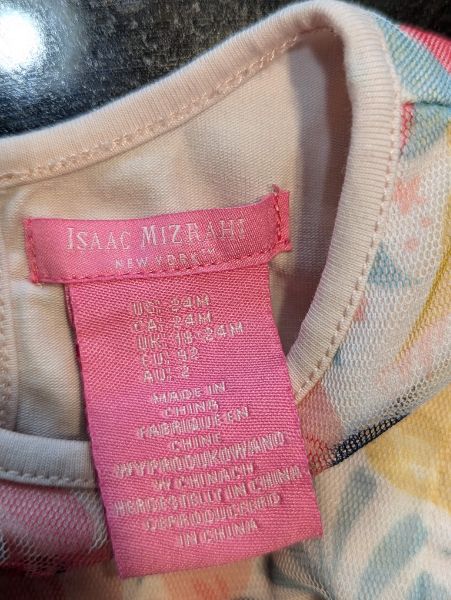 ISAAC MIZRAHI
NEW YORK
US: 24M
CA: 24M
UK: 18-24M
EU: 92
AU: 2
MADE IN
CHINA
FABRIQUE EN
CHINE
WYPRODUKOWANO
W CHINACH
HERGESTELLT IN CHINA
GEPRODUCEERD
IN CHINA